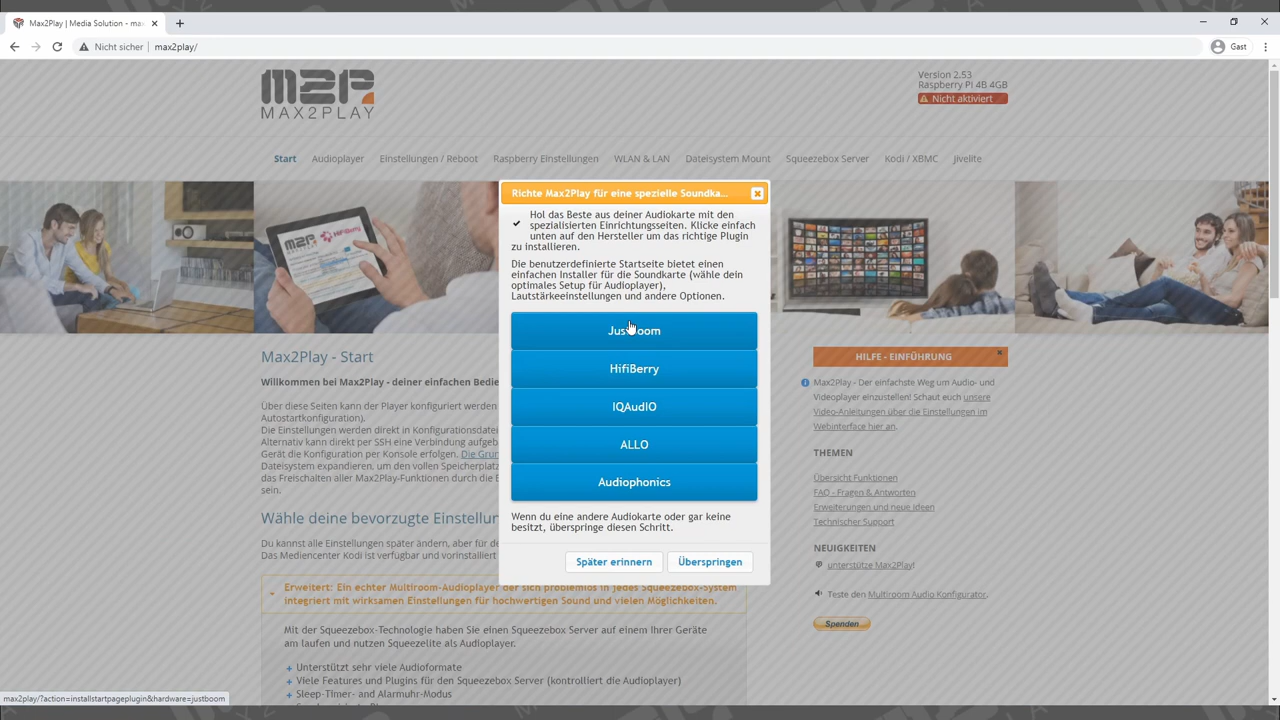 Max2Play | Media Solution - max
Nicht sicher
max2play/
Gast
M2P
MAX2PLAY
Version 2.53
Raspberry PI 4B 4GB
Nicht aktiviert
Start
Audioplayer
Einstellungen / Reboot
Raspberry Einstellungen
WLAN & LAN
Dateisystem Mount
Squeezebox Server
Kodi / XBMC
Jivelite
Richte Max2Play für eine spezielle Soundka...
Hol das Beste aus deiner Audiokarte mit den
spezialisierten Einrichtungsseiten. Klicke einfach
unten auf den Hersteller um das richtige Plugin
zu installieren.
Die benutzerdefinierte Startseite bietet einen
einfachen Installer für die Soundkarte (wähle dein
optimales Setup für Audioplayer),
Lautstärkeeinstellungen und andere Optionen.
JustBoom
HifiBerry
IQAudIO
ALLO
Audiophonics
Wenn du eine andere Audiokarte oder gar keine
besitzt, überspringe diesen Schritt.
Später erinnern
Überspringen
Max2Play - Start
Willkommen bei Max2Play - deiner einfachen Bedie
Über diese Seiten kann der Player konfiguriert werden
Autostartkonfiguration).
Die Einstellungen werden direkt in Konfigurationsdatei
Alternativ kann direkt per SSH eine Verbindung aufgeb
Gerät die Konfiguration per Konsole erfolgen. Die Grun
Dateisystem expandieren, um den vollen Speicherplatz
das Freischalten aller Max2Play-Funktionen durch die E
sein.
Wähle deine bevorzugte Einstellun
Du kannst alle Einstellungen später ändern, aber für de
Das Mediencenter Kodi ist verfügbar und vorinstalliert
Erweitert: Ein echter Multiroom-Audioplayer der sich problemlos in jedes Squeezebox-System
integriert mit wirksamen Einstellungen für hochwertigen Sound und vielen Möglichkeiten.
Mit der Squeezebox-Technologie haben Sie einen Squeezebox Server auf einem Ihrer Geräte
am laufen und nutzen Squeezelite als Audioplayer.
Unterstützt sehr viele Audioformate
Viele Features und Plugins für den Squeezebox Server (kontrolliert die Audioplayer)
Sleep-Timer- and Alarmuhr-Modus
HILFE - EINFÜHRUNG
Max2Play - Der einfachste Weg um Audio- und
Videoplayer einzustellen! Schaut euch unsere
Video-Anleitungen über die Einstellungen im
Webinterface hier an.
THEMEN
Übersicht Funktionen
FAQ - Fragen & Antworten
Erweiterungen und neue Ideen
Technischer Support
NEUIGKEITEN
unterstütze Max2Play!
Teste den Multiroom Audio Konfigurator.
Spenden
max2play/?action=installstartpageplugin&hardware=justboom